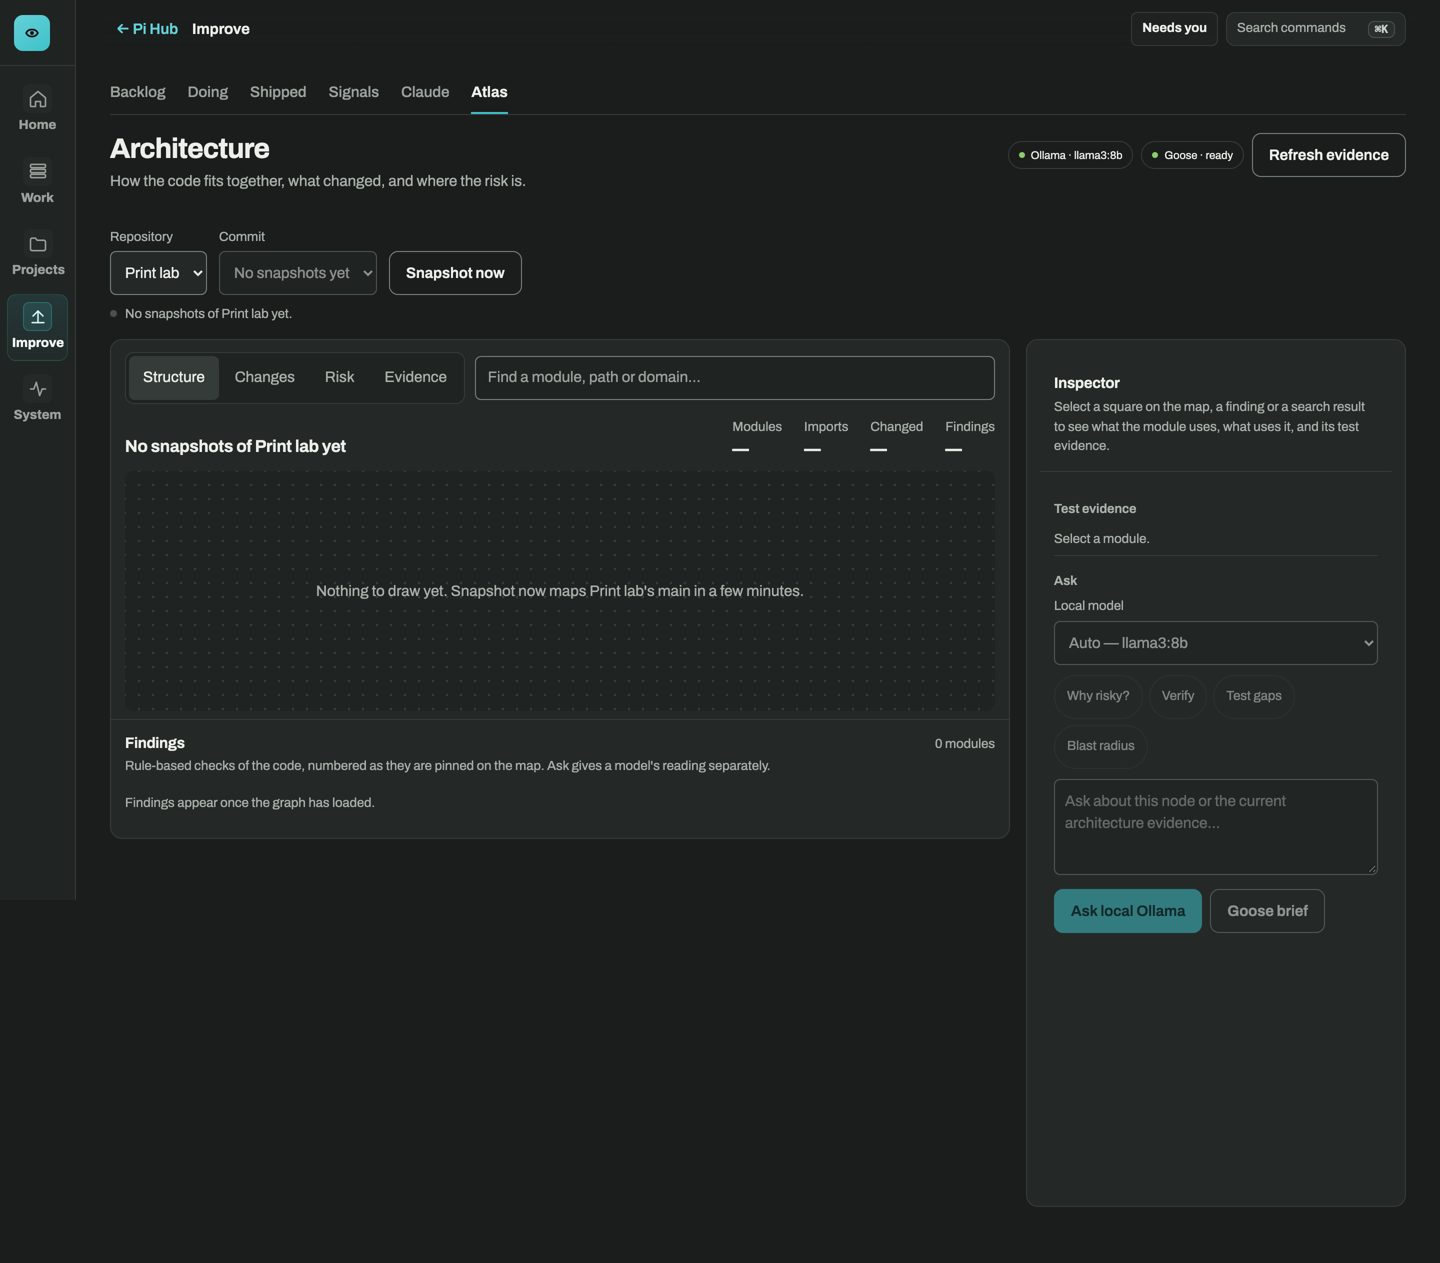 ← Pi Hub Improve
Needs you
Search commands ⌘K
Home
Work
Projects
Improve
System
Backlog Doing Shipped Signals Claude Atlas
Architecture
How the code fits together, what changed, and where the risk is.
Ollama · llama3:8b
Goose · ready
Refresh evidence
Repository
Commit
Print lab
No snapshots yet
Snapshot now
No snapshots of Print lab yet.
Structure Changes Risk Evidence
Find a module, path or domain...
No snapshots of Print lab yet
Modules Imports Changed Findings
— — — —
Nothing to draw yet. Snapshot now maps Print lab's main in a few minutes.
Findings
0 modules
Rule-based checks of the code, numbered as they are pinned on the map. Ask gives a model's reading separately.
Findings appear once the graph has loaded.
Inspector
Select a square on the map, a finding or a search result
to see what the module uses, what uses it, and its test
evidence.
Test evidence
Select a module.
Ask
Local model
Auto — llama3:8b
Why risky? Verify Test gaps
Blast radius
Ask about this node or the current
architecture evidence...
Ask local Ollama
Goose brief